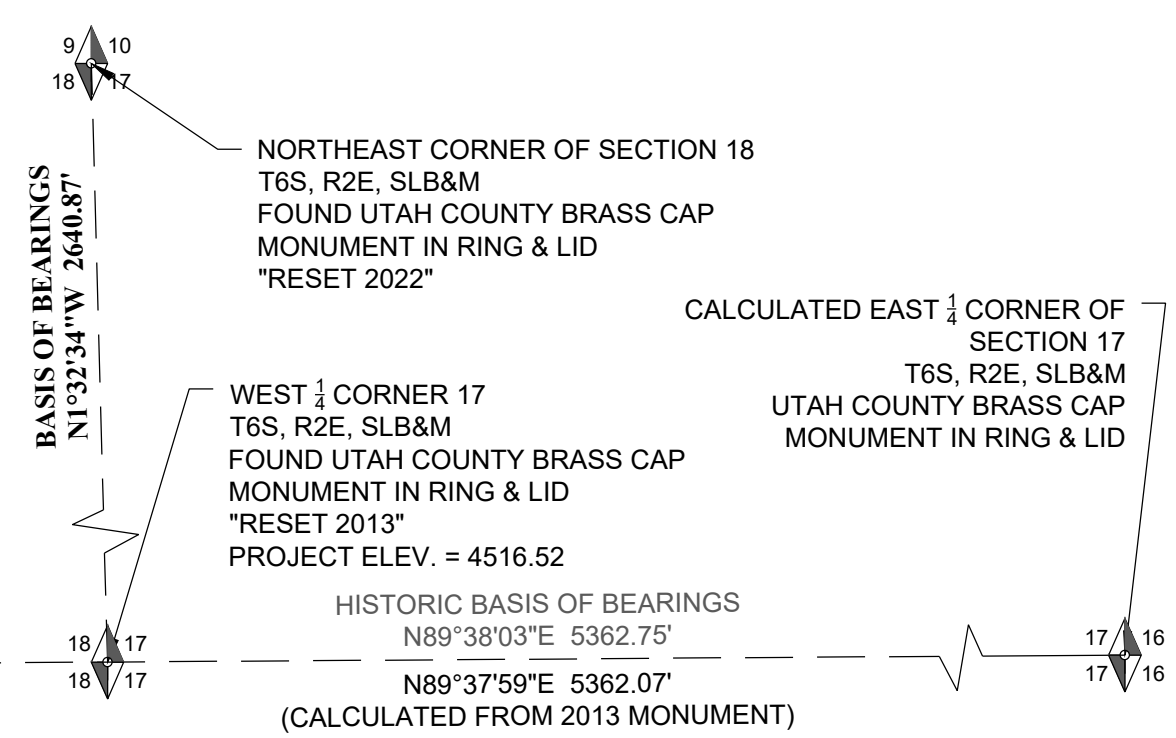 9 10
18 17
NORTHEAST CORNER OF SECTION 18
T6S, R2E, SLB&M
FOUND UTAH COUNTY BRASS CAP
MONUMENT IN RING & LID
"RESET 2022"
BASIS OF BEARINGS
N1°32'34"W 2640.87'
CALCULATED EAST 1/4 CORNER OF
SECTION 17
T6S, R2E, SLB&M
UTAH COUNTY BRASS CAP
MONUMENT IN RING & LID
WEST 1/4 CORNER 17
T6S, R2E, SLB&M
FOUND UTAH COUNTY BRASS CAP
MONUMENT IN RING & LID
"RESET 2013"
PROJECT ELEV. = 4516.52
HISTORIC BASIS OF BEARINGS
N89°38'03"E 5362.75'
18 17
18 17
17 16
17 16
N89°37'59"E 5362.07'
(CALCULATED FROM 2013 MONUMENT)